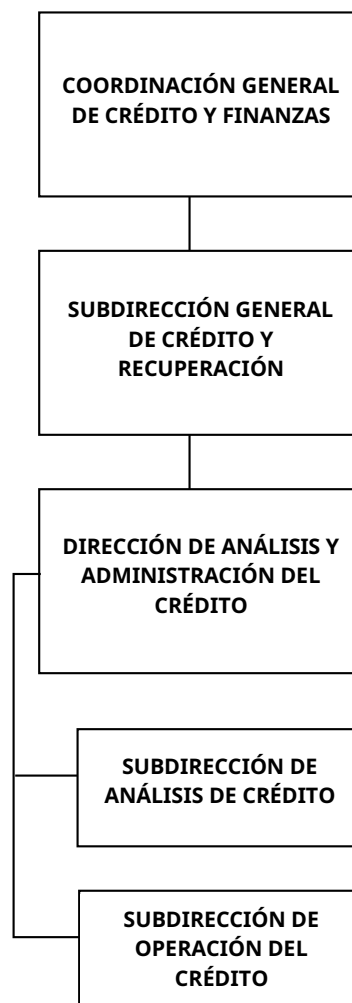 COORDINACIÓN GENERAL
DE CRÉDITO Y FINANZAS
SUBDIRECCIÓN GENERAL
DE CRÉDITO Y
RECUPERACIÓN
DIRECCIÓN DE ANÁLISIS Y
ADMINISTRACIÓN DEL
CRÉDITO
SUBDIRECCIÓN DE
ANÁLISIS DE CRÉDITO
SUBDIRECCIÓN DE
OPERACIÓN DEL
CRÉDITO